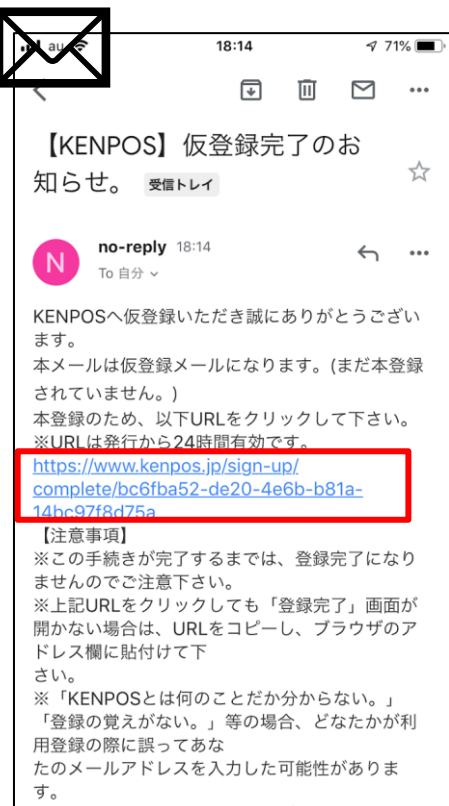 au
18:14
71%
【KENPOS】仮登録完了のお
知らせ。 受信トレイ
N
no-reply 18:14
To 自分
KENPOSへ仮登録いただき誠にありがとうござい
ます。
本メールは仮登録メールになります。(まだ本登録
されていません。)
本登録のため、以下URLをクリックして下さい。
※URLは発行から24時間有効です。
https://www.kenpos.jp/sign-up/
complete/bc6fba52-de20-4e6b-b81a-
14bc97f8d75a
【注意事項】
※この手続きが完了するまでは、登録完了になり
ませんのでご注意下さい。
※上記URLをクリックしても「登録完了」画面が
開かない場合は、URLをコピーし、ブラウザのア
ドレス欄に貼付けて下
さい。
※「KENPOSとは何のことだか分からない。」
「登録の覚えがない。」等の場合、どなたかが利
用登録の際に誤ってあな
たのメールアドレスを入力した可能性がありま
す。